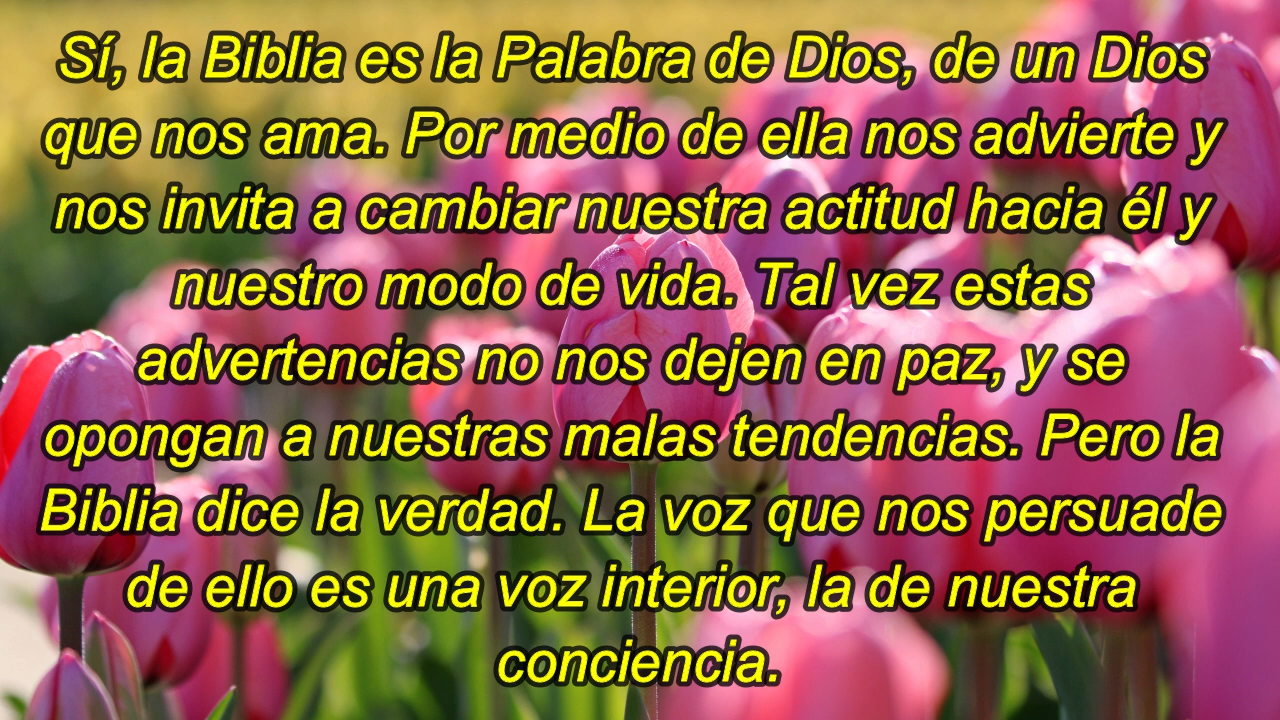 Sí, la Biblia es la Palabra de Dios, de un Dios
que nos ama. Por medio de ella nos advierte y
nos invita a cambiar nuestra actitud hacia él y
nuestro modo de vida. Tal vez estas
advertencias no nos dejen en paz, y se
opongan a nuestras malas tendencias. Pero la
Biblia dice la verdad. La voz que nos persuade
de ello es una voz interior, la de nuestra
conciencia.